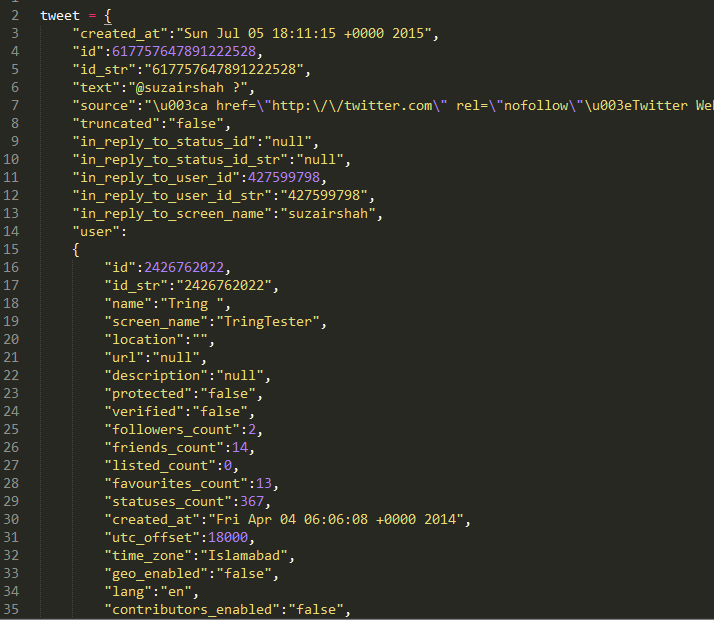 2 tweet = {
3 "created_at":"Sun Jul 05 18:11:15 +0000 2015",
4 "id":617757647891222528,
5 "id_str":"617757647891222528",
6 "text":"@suzairshah ?",
7 "source":"\u003ca href=\"http:\/\/twitter.com\" rel=\"nofollow\"\u003eTwitter We
8 "truncated":"false",
9 "in_reply_to_status_id":"null",
10 "in_reply_to_status_id_str":"null",
11 "in_reply_to_user_id":427599798,
12 "in_reply_to_user_id_str":"427599798",
13 "in_reply_to_screen_name":"suzairshah",
14 "user":
15 {
16 "id":2426762022,
17 "id_str":"2426762022",
18 "name":"Tring ",
19 "screen_name":"TringTester",
20 "location":"",
21 "url":"null",
22 "description":"null",
23 "protected":"false",
24 "verified":"false",
25 "followers_count":2,
26 "friends_count":14,
27 "listed_count":0,
28 "favourites_count":13,
29 "statuses_count":367,
30 "created_at":"Fri Apr 04 06:06:08 +0000 2014",
31 "utc_offset":18000,
32 "time_zone":"Islamabad",
33 "geo_enabled":"false",
34 "lang":"en",
35 "contributors_enabled":"false",